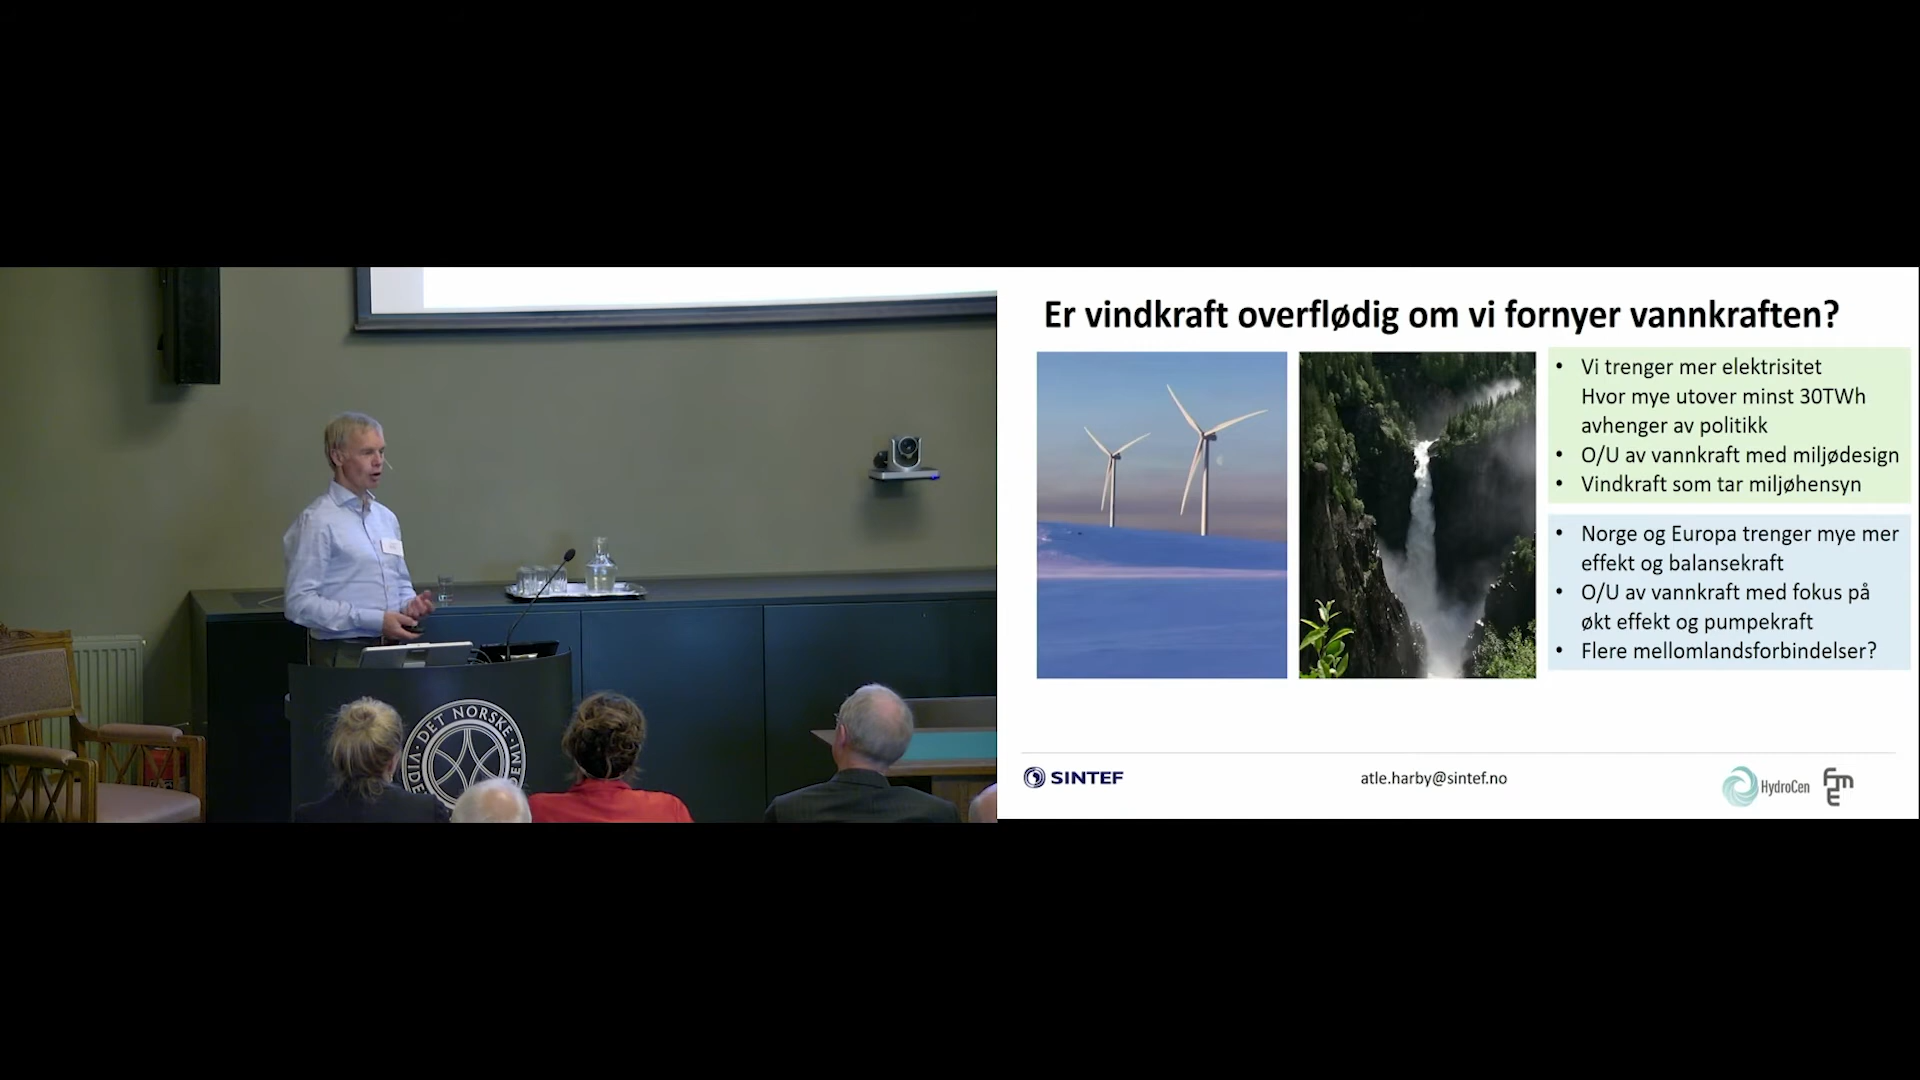 Er vindkraft overflødig om vi fornyer vannkraften?
• Vi trenger mer elektrisitet
Hvor mye utover minst 30TWh
avhenger av politikk
• O/U av vannkraft med miljødesign
• Vindkraft som tar miljøhensyn
• Norge og Europa trenger mye mer
effekt og balansekraft
• O/U av vannkraft med fokus på
økt effekt og pumpekraft
• Flere mellomlandsforbindelser?
SINTEF
atle.harby@sintef.no
HydroCen
FME
DET NORSKE